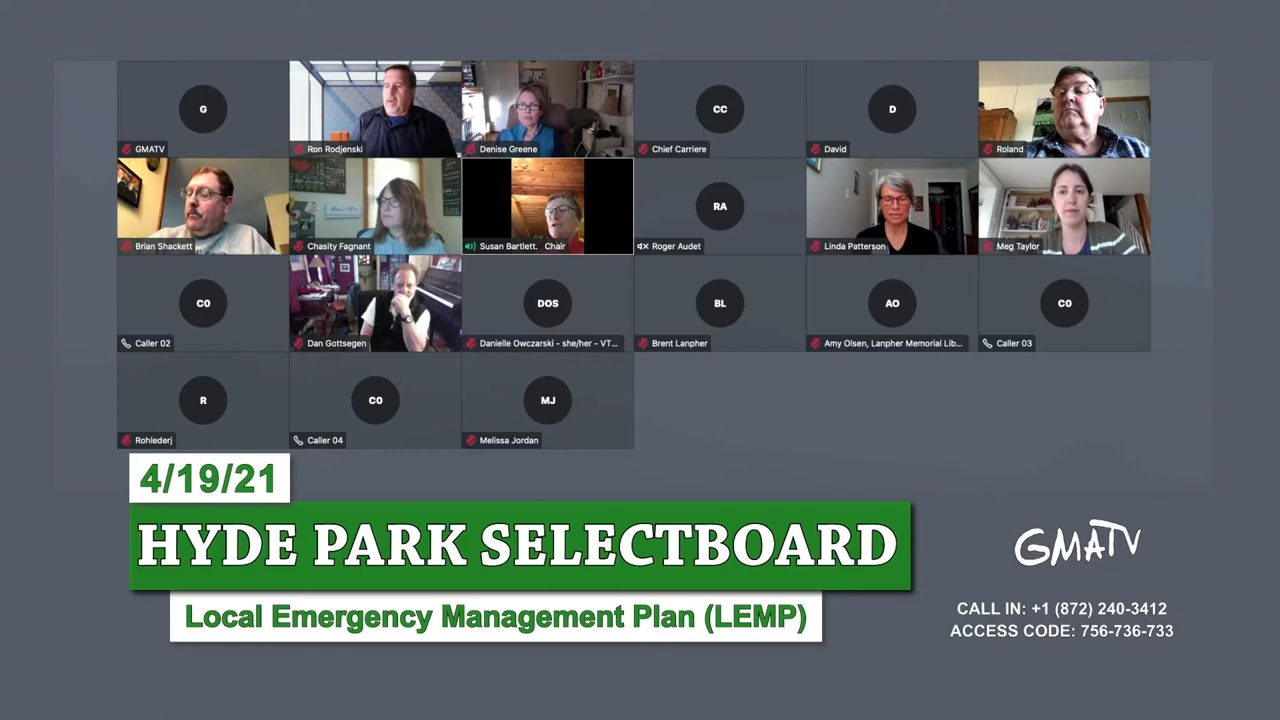 G
CC
D
GMATV
Ron Rodjenski
Denise Greene
Chief Carriere
David
Roland
RA
Brian Shackett
Chasity Fagnant
Susan Bartlett. Chair
Roger Audet
Linda Patterson
Meg Taylor
C0
DOS
BL
AO
C0
Caller 02
Dan Gottsegen
Danielle Owczarski - she/her - VT...
Brent Lanpher
Amy Olsen, Lanpher Memorial Lib...
Caller 03
R
C0
MJ
Rohlederj
Caller 04
Melissa Jordan
4/19/21
HYDE PARK SELECTBOARD
Local Emergency Management Plan (LEMP)
GMATV
CALL IN: +1 (872) 240-3412
ACCESS CODE: 756-736-733